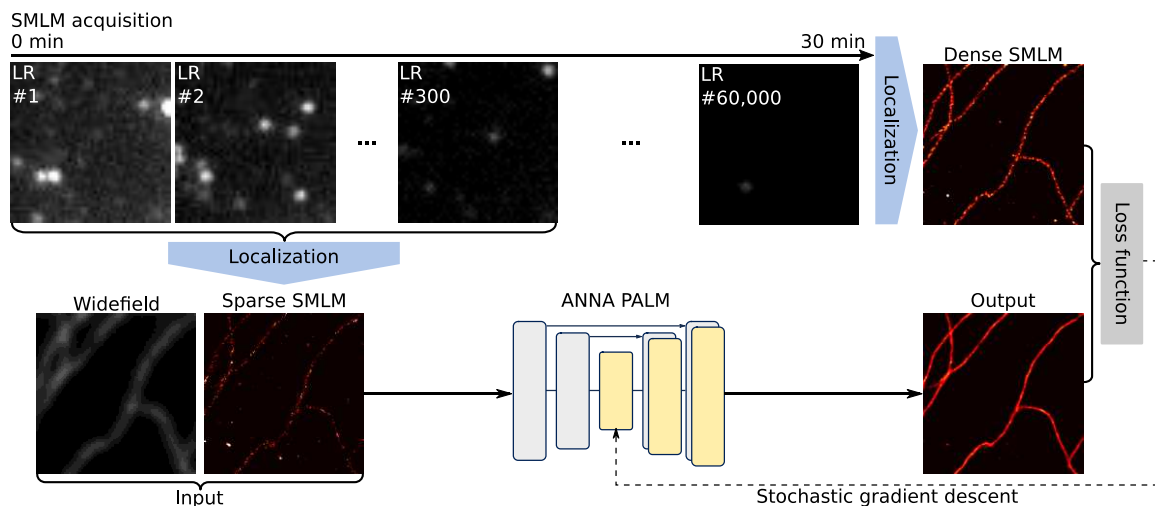 SMLM acquisition
0 min
30 min
LR
#1
LR
#2
LR
#300
LR
#60,000
...
...
Localization
Dense SMLM
Loss function
Localization
Widefield
Sparse SMLM
ANNA PALM
Output
Input
Stochastic gradient descent